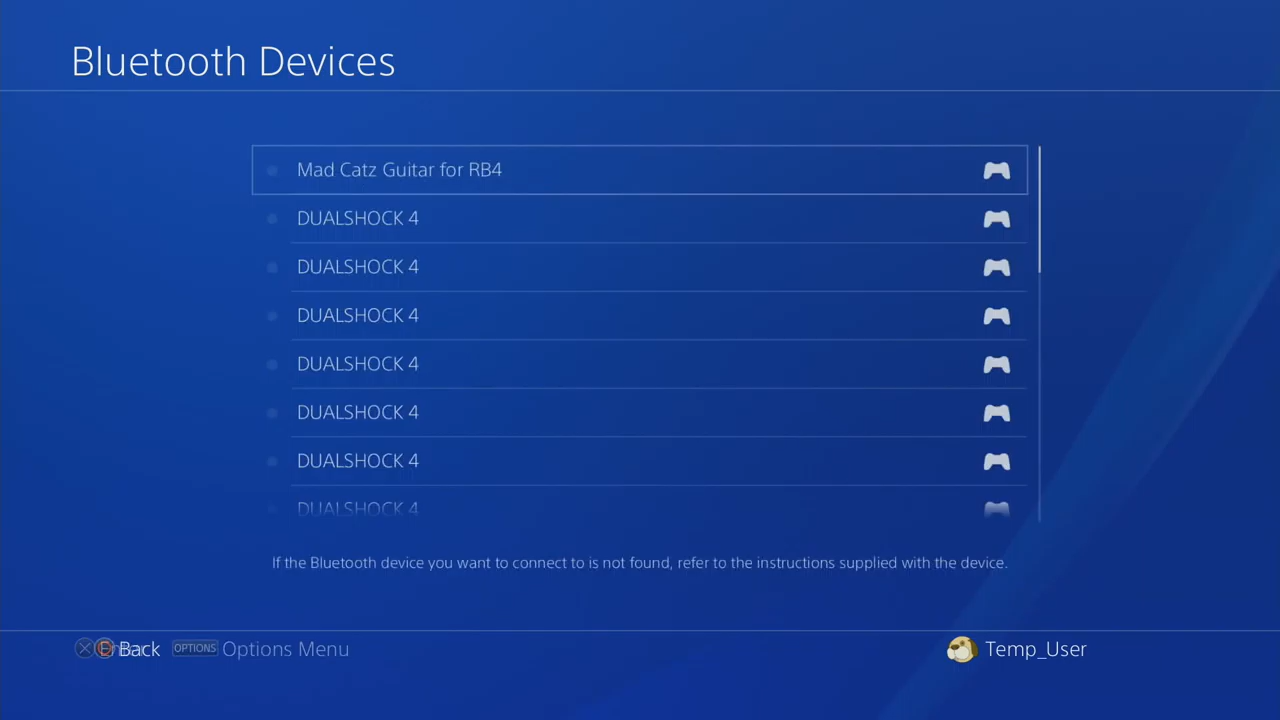 Bluetooth Devices
Mad Catz Guitar for RB4
DUALSHOCK 4
DUALSHOCK 4
DUALSHOCK 4
DUALSHOCK 4
DUALSHOCK 4
DUALSHOCK 4
DUALSHOCK 4
If the Bluetooth device you want to connect to is not found, refer to the instructions supplied with the device.
Back OPTIONS Options Menu Temp_User